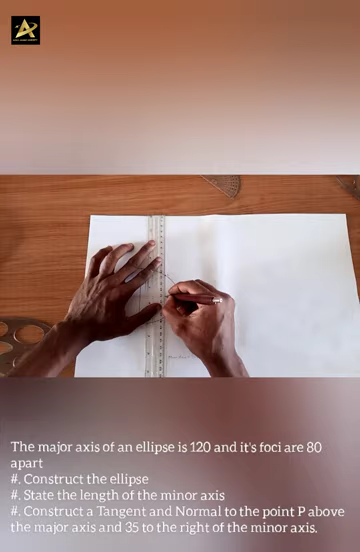 The major axis of an ellipse is 120 and it's foci are 80
apart
#. Construct the ellipse
#. State the length of the minor axis
#. Construct a Tangent and Normal to the point P above
the major axis and 35 to the right of the minor axis.